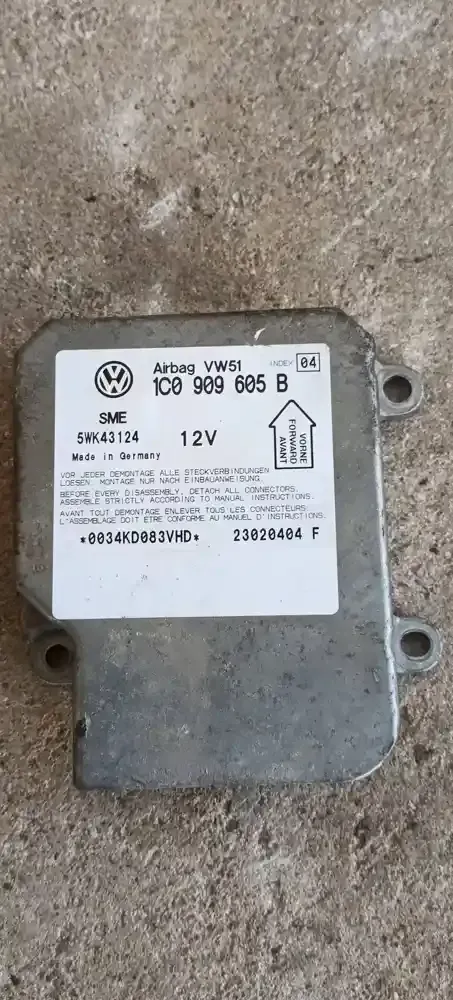 Airbag VW51 INDEX 04
1C0 909 605 B
SME
5WK43124 12V
Made in Germany
VORNE
FORWARD
AVANT
VOR JEDER DEMONTAGE ALLE STECKVERBINDUNGEN
LOESEN. MONTAGE NUR NACH EINBAUANWEISUNG.
BEFORE EVERY DISASSEMBLY, DETACH ALL CONNECTORS.
ASSEMBLE STRICTLY ACCORDING TO MANUAL INSTRUCTIONS.
AVANT TOUT DEMONTAGE ENLEVER TOUS LES CONNECTEURS
L'ASSEMBLAGE DOIT ETRE CONFORME AU MANUEL D'INSTRUCTIONS.
*0034KD083VHD* 23020404 F